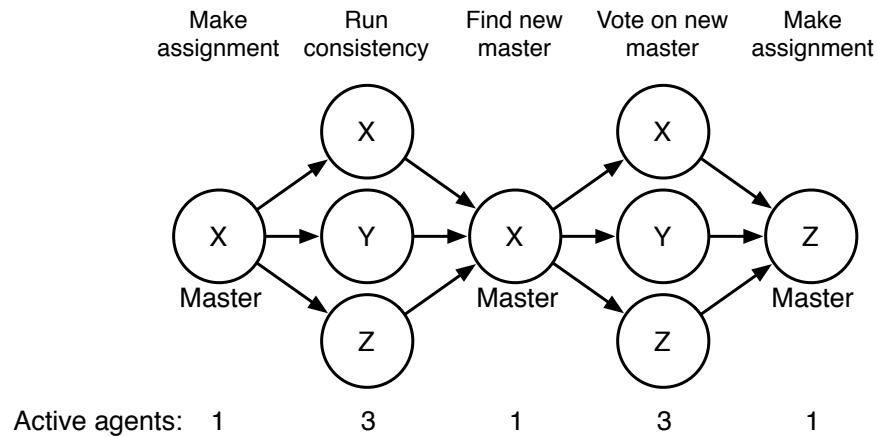 Make Run Find new Vote on new Make
assignment consistency master master assignment
X X
X Y X Y Z
Master Master Master
Z Z
Active agents: 1 3 1 3 1